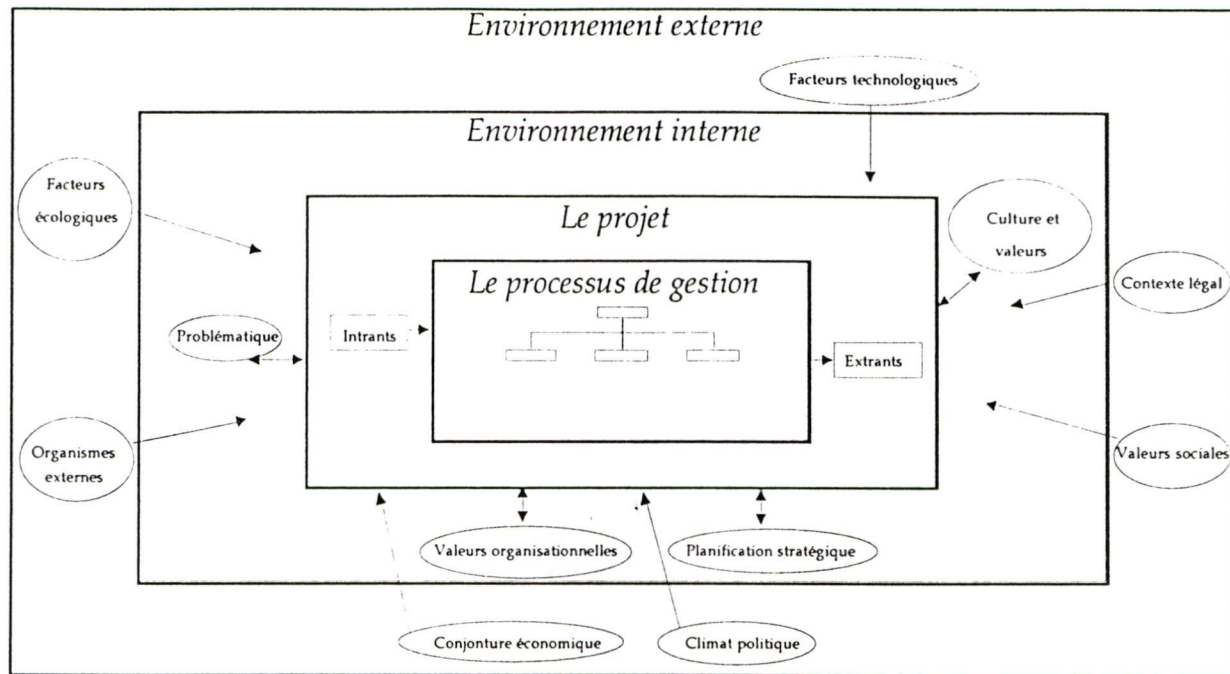 Environnement externe
Facteurs technologiques
Environnement interne
Facteurs
écologiques
Le projet
Culture et
valeurs
Le processus de gestion
Contexte légal
Problématique
Intrants
Extrants
Organismes
externes
Valeurs sociales
Valeurs organisationnelles
Planification stratégique
Conjonture économique
Climat politique